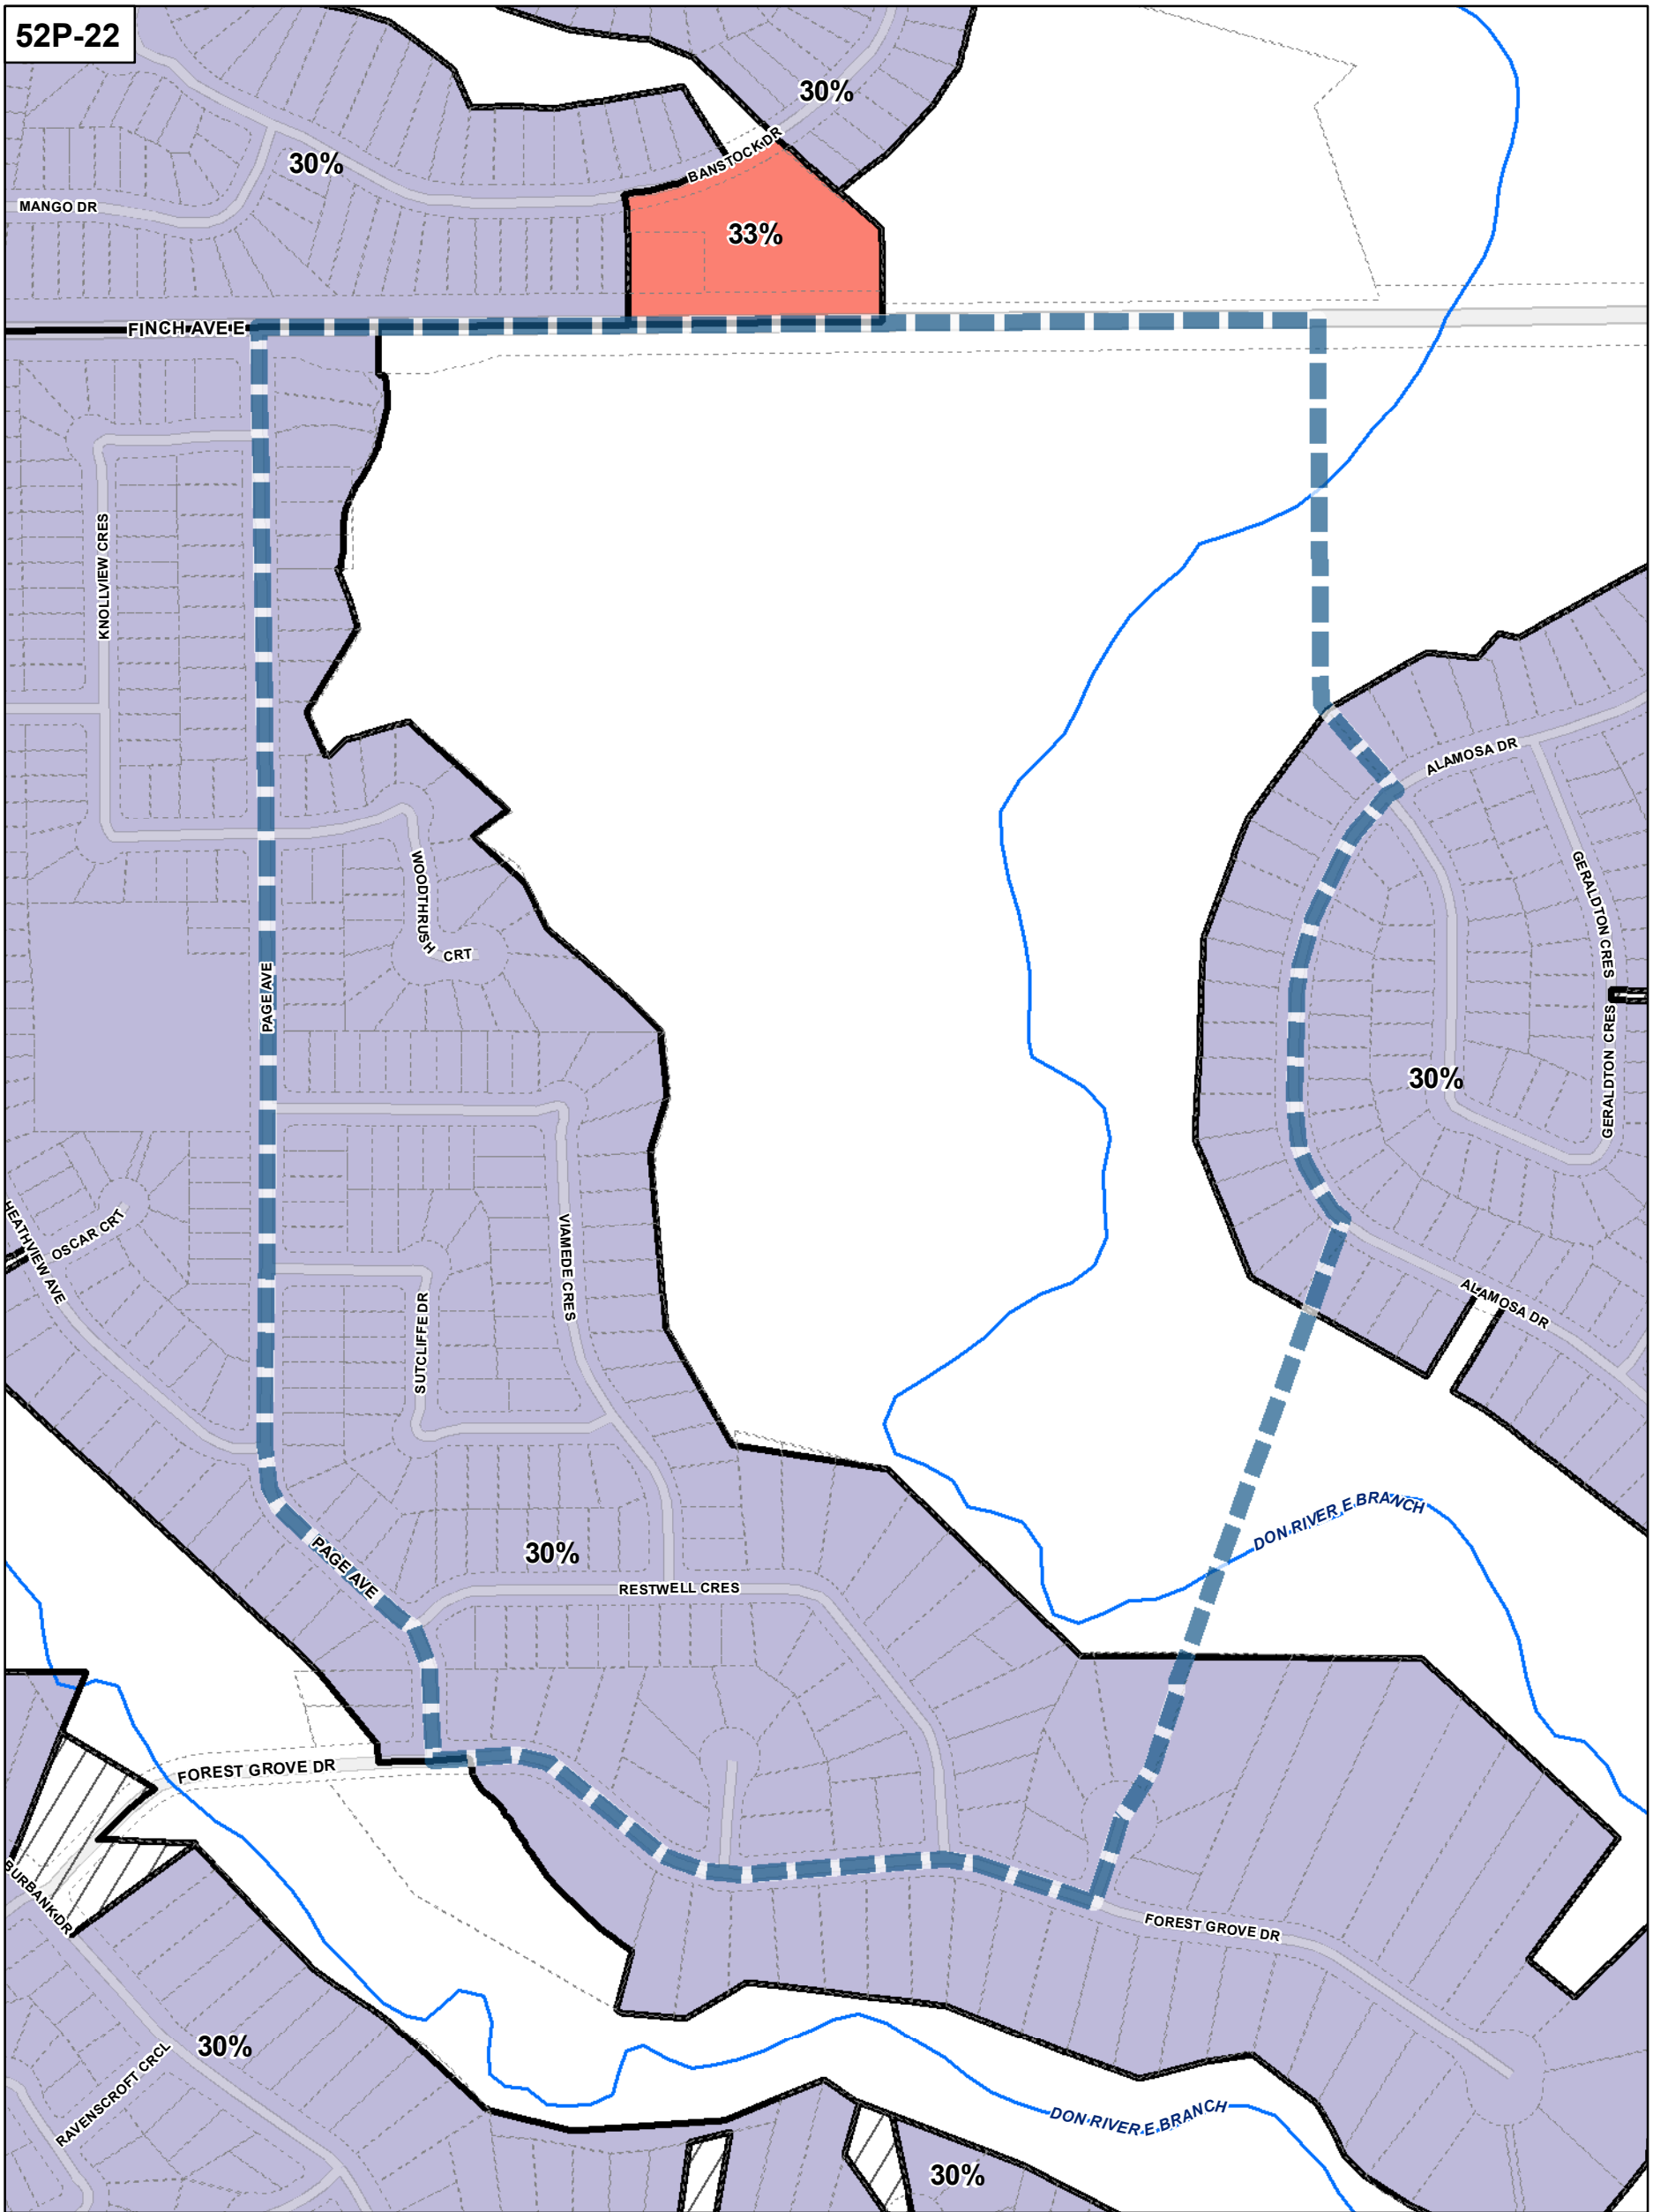 52P-22
30%
30%
BANSTOCK DR
MANGO DR
33%
FINCH AVE E
KNOLLVIEW CRES
ALAMOSA DR
WOODTHRUSH CRT
GERALDTON CRES
PAGE AVE
GERALDTON CRES
30%
HEATHVIEW AVE
OSCAR CRT
VIAMEDE CRES
SUTCLIFFE DR
ALAMOSA DR
DON RIVER E BRANCH
PAGE AVE
30%
RESTWELL CRES
FOREST GROVE DR
BURBANK DR
FOREST GROVE DR
30%
RAVENSCROFT CRCL
DON RIVER E BRANCH
30%